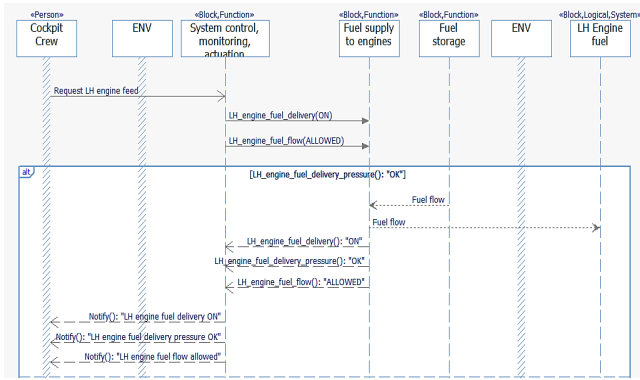 «Person»
«Block,Function»
«Block,Function»
«Block,Function»
«Block,Logical,System»
Cockpit
Crew
ENV
System control,
monitoring,
actuation
Fuel supply
to engines
Fuel
storage
ENV
LH Engine
fuel
Request LH engine feed
LH_engine_fuel_delivery(ON)
LH_engine_fuel_flow(ALLOWED)
alt
[LH_engine_fuel_delivery_pressure(): "OK"]
Fuel flow
Fuel flow
LH_engine_fuel_delivery(): "ON"
LH_engine_fuel_delivery_pressure(): "OK"
LH_engine_fuel_flow(): "ALLOWED"
Notify(): "LH engine fuel delivery ON"
Notify(): "LH engine fuel delivery pressure OK"
Notify(): "LH engine fuel flow allowed"